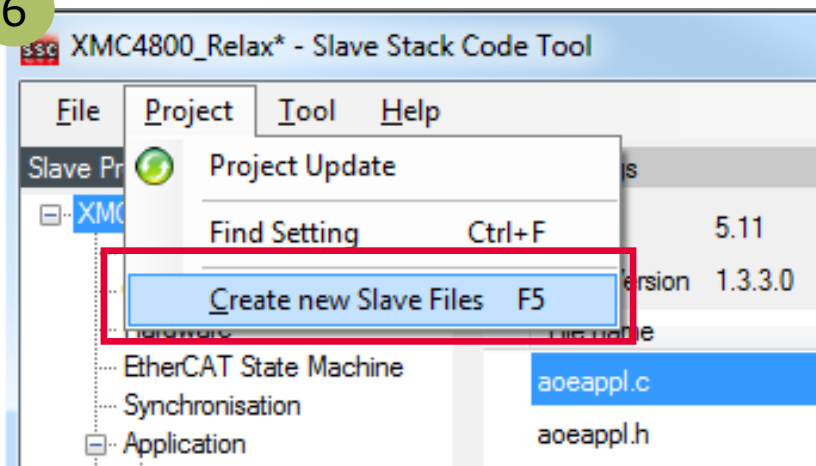 6
SSC XMC4800_Relax* - Slave Stack Code Tool
File Project Tool Help
Slave Pr
Project Update
XMC
Find Setting Ctrl+F
5.11
Create new Slave Files F5
ersion 1.3.3.0
Hardware
File name
EtherCAT State Machine
aoeappl.c
Synchronisation
aoeappl.h
Application